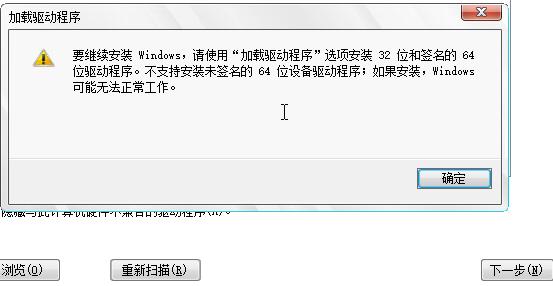 加载驱动程序
要继续安装 Windows，请使用“加载驱动程序”选项安装 32 位和签名的 64
位驱动程序。不支持安装未签名的 64 位设备驱动程序；如果安装，Windows
可能无法正常工作。
确定
隐藏与此计算机硬件不兼容的驱动程序(H)。
浏览(O)
重新扫描(R)
下一步(N)